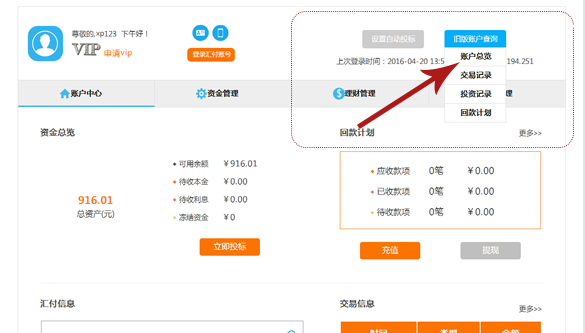 尊敬的,xp123 下午好！
VIP 申请vip
登录汇付账号
设置自动投标
旧版账户查询
上次登录时间：2016-04-20 13:5
194.251
账户总览
交易记录
投资记录
回款计划
账户中心
资金管理
理财管理
理
资金总览
916.01
总资产(元)
可用余额 ￥916.01
待收本金 ￥0.00
待收利息 ￥0.00
冻结资金 ￥0
立即投标
回款计划 更多>>
应收款项 0笔 ￥0.00
已收款项 0笔 ￥0.00
待收款项 0笔 ￥0.00
充值
提现
汇付信息
交易信息 更多>>
时间 类型 金额